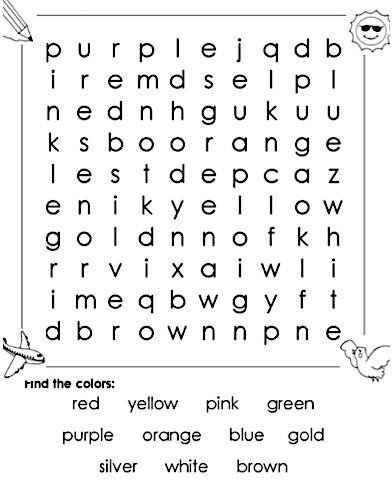 p u r p l e j q d b
i r e m d s e l p l
n e d n h g u k u u
k s b o o r a n g e
l e s t d e p c a z
e n i k y e l l o w
g o l d n n o f k h
r r v i x a i w l i
i m e q b w g y f t
d b r o w n n p n e
Find the colors:
red yellow pink green
purple orange blue gold
silver white brown